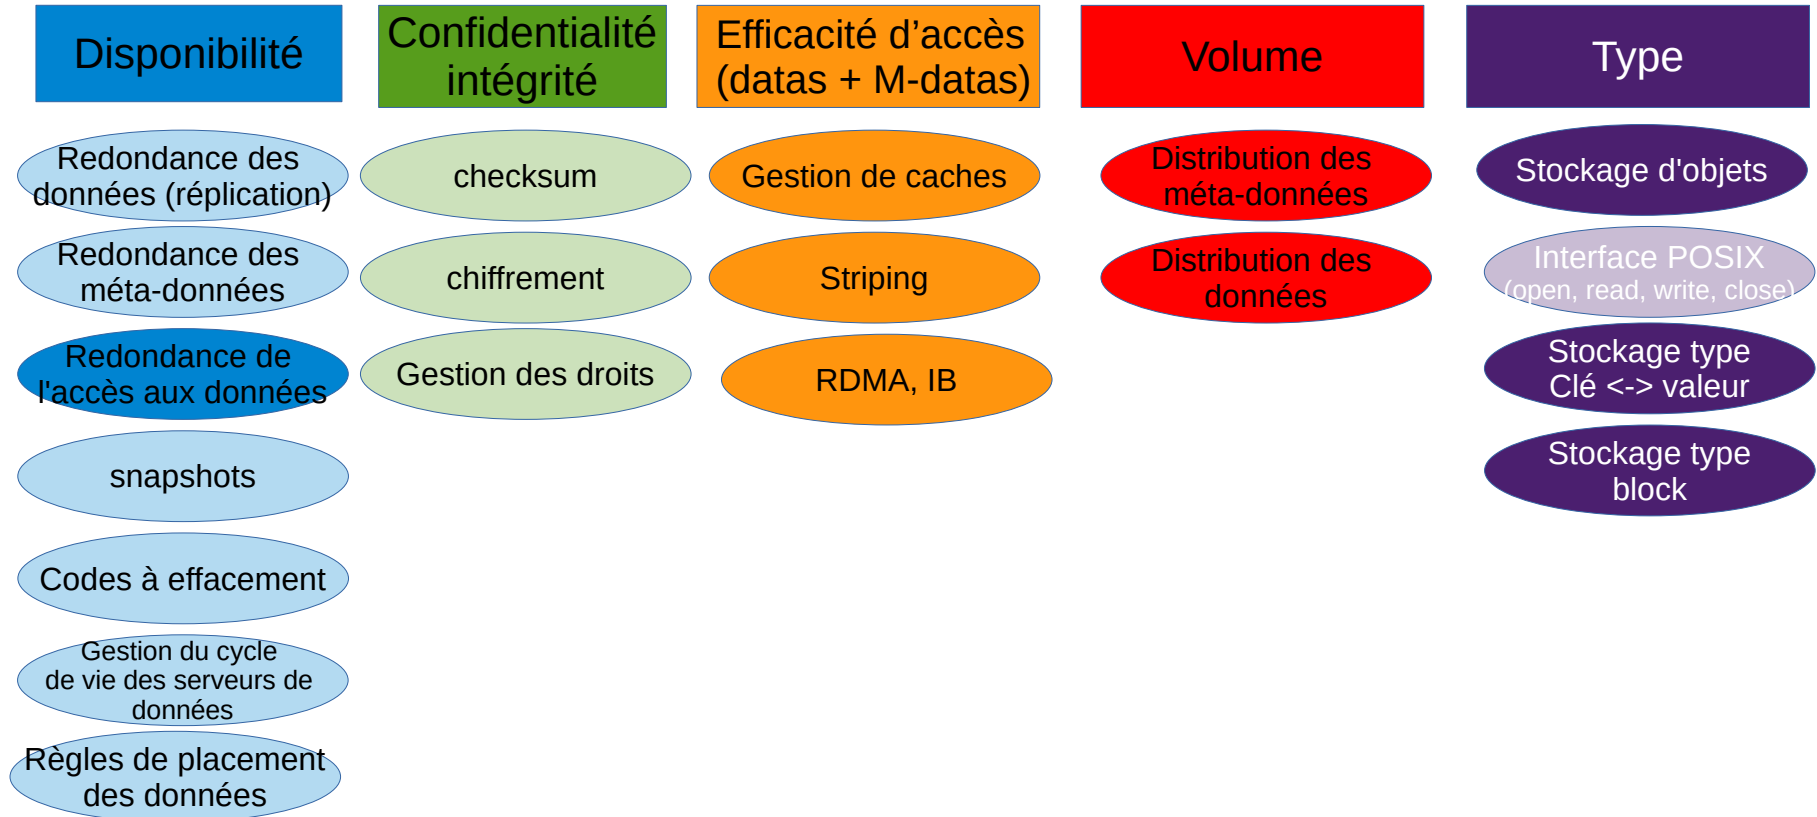 Disponibilité
Confidentialité
intégrité
Efficacité d'accès
(datas + M-datas)
Volume
Type
Redondance des
données (réplication)
Redondance des
méta-données
Redondance de
l'accès aux données
snapshots
Codes à effacement
Gestion du cycle
de vie des serveurs de
données
Règles de placement
des données
checksum
chiffrement
Gestion des droits
Gestion de caches
Striping
RDMA, IB
Distribution des
méta-données
Distribution des
données
Stockage d'objets
Interface POSIX
(open, read, write, close)
Stockage type
Clé <-> valeur
Stockage type
block